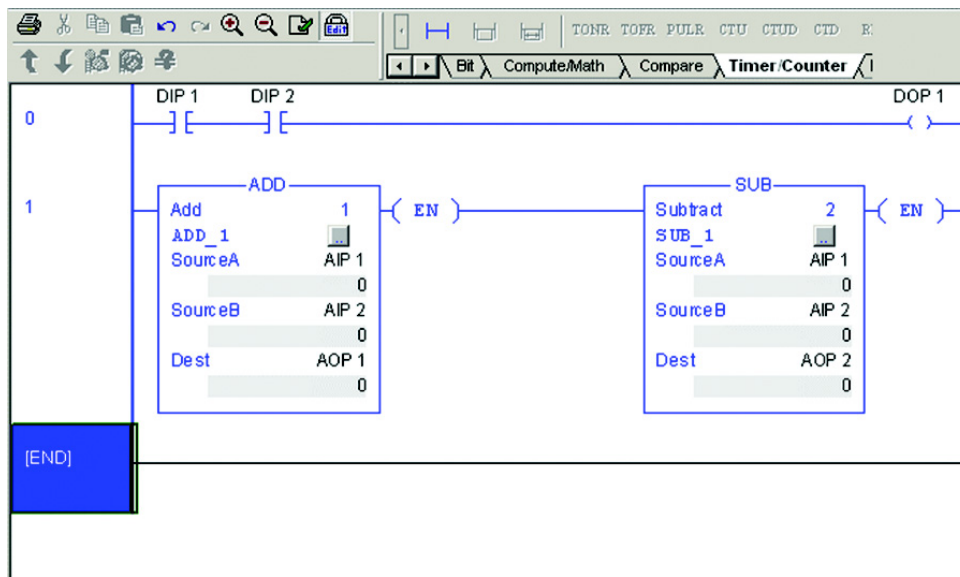 Edit
TONR TOFR PULR CTU CTUD CTD
Bit Compute/Math Compare Timer/Counter
DIP 1 DIP 2 DOP 1
0
ADD SUB
1 Add 1 EN Subtract 2 EN
ADD_1 .. SUB_1 ..
SourceA AIP 1 SourceA AIP 1
0 0
SourceB AIP 2 SourceB AIP 2
0 0
Dest AOP 1 Dest AOP 2
0 0
[END]